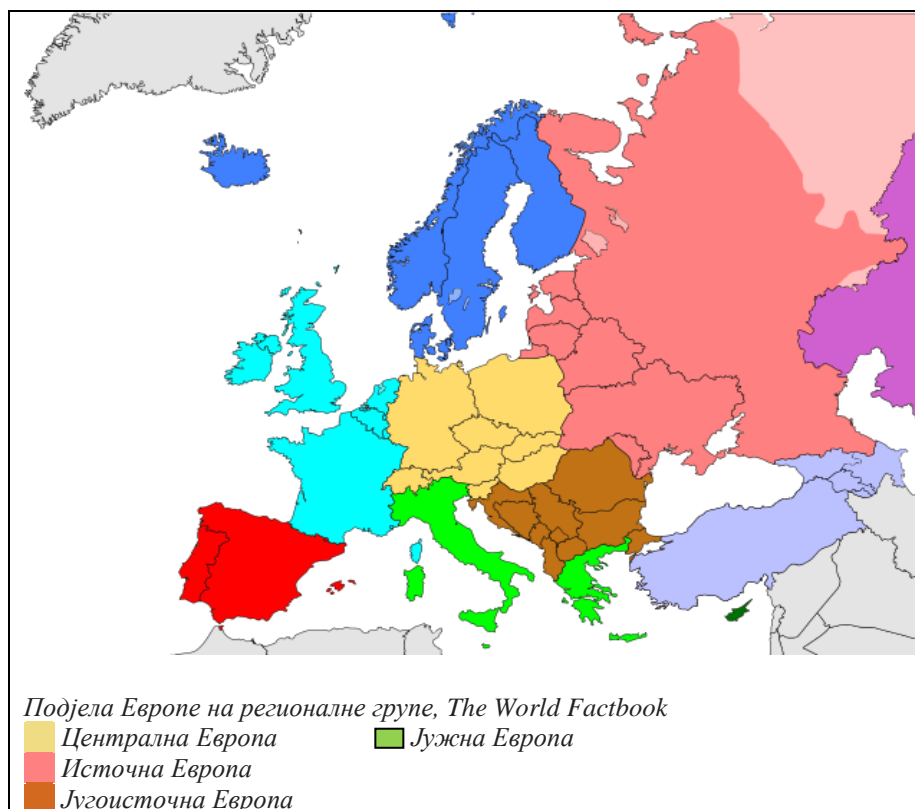 Подјела Европе на регионалне групе, The World Factbook
Централна Европа
Јужна Европа
Источна Европа
Југоисточна Европа